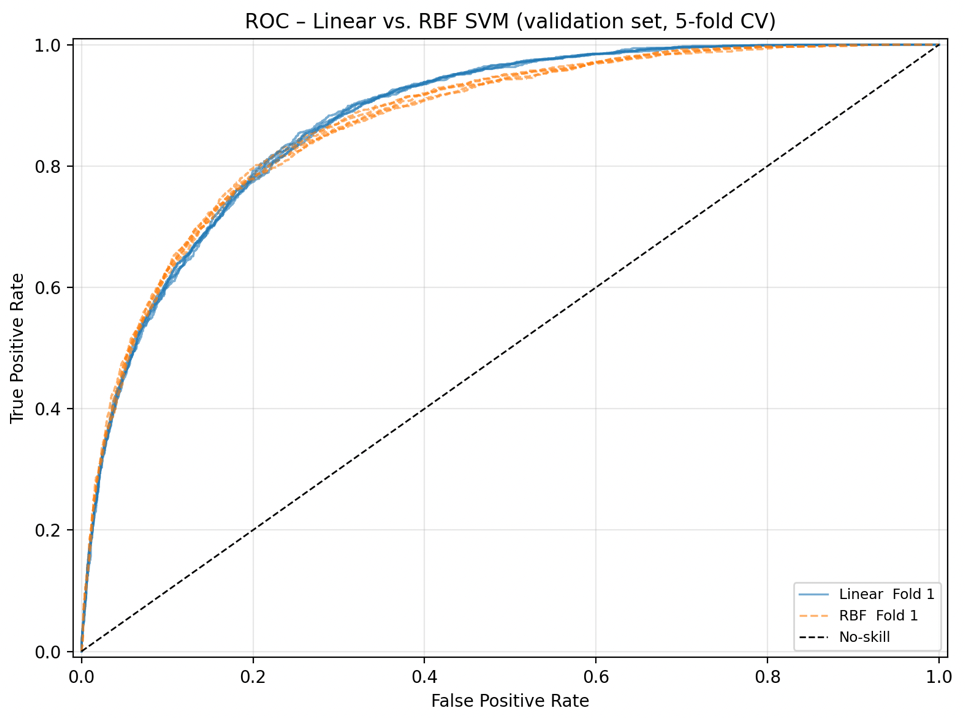 ROC – Linear vs. RBF SVM (validation set, 5-fold CV)
True Positive Rate
1.0
0.8
0.6
0.4
0.2
0.0
0.0 0.2 0.4 0.6 0.8 1.0
False Positive Rate
Linear  Fold 1
RBF  Fold 1
No-skill